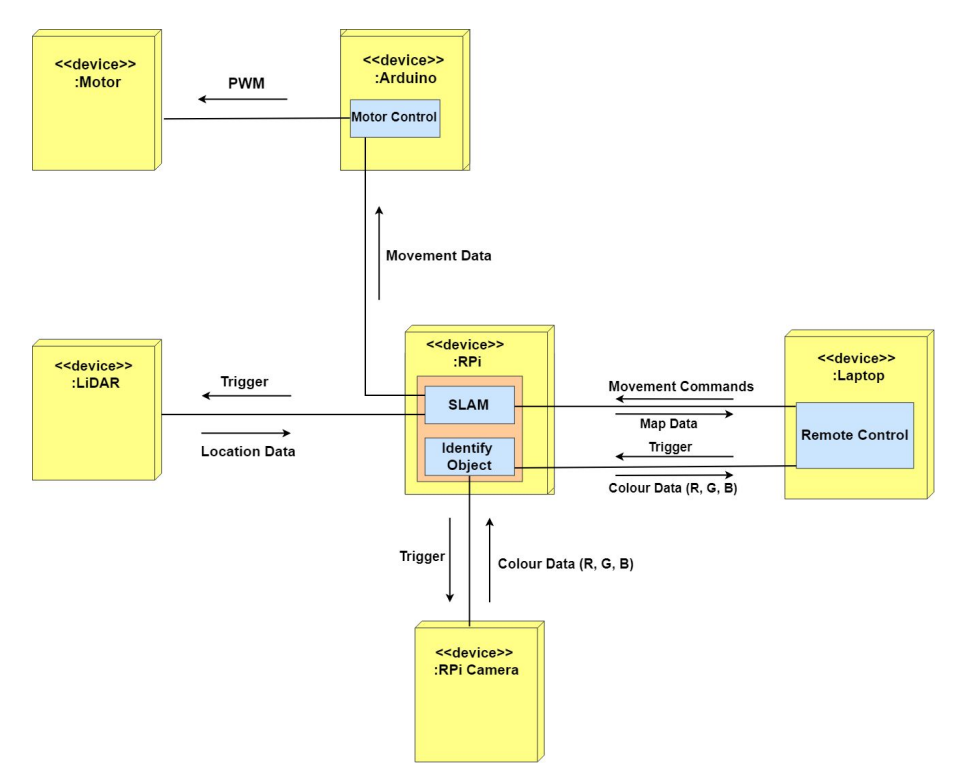 <<device>>
:Motor
PWM
<<device>>
:Arduino
Motor Control
Movement Data
<<device>>
:LiDAR
Trigger
Location Data
<<device>>
:RPi
SLAM
Identify
Object
Movement Commands
Map Data
Trigger
Colour Data (R, G, B)
<<device>>
:Laptop
Remote Control
Trigger
Colour Data (R, G, B)
<<device>>
:RPi Camera